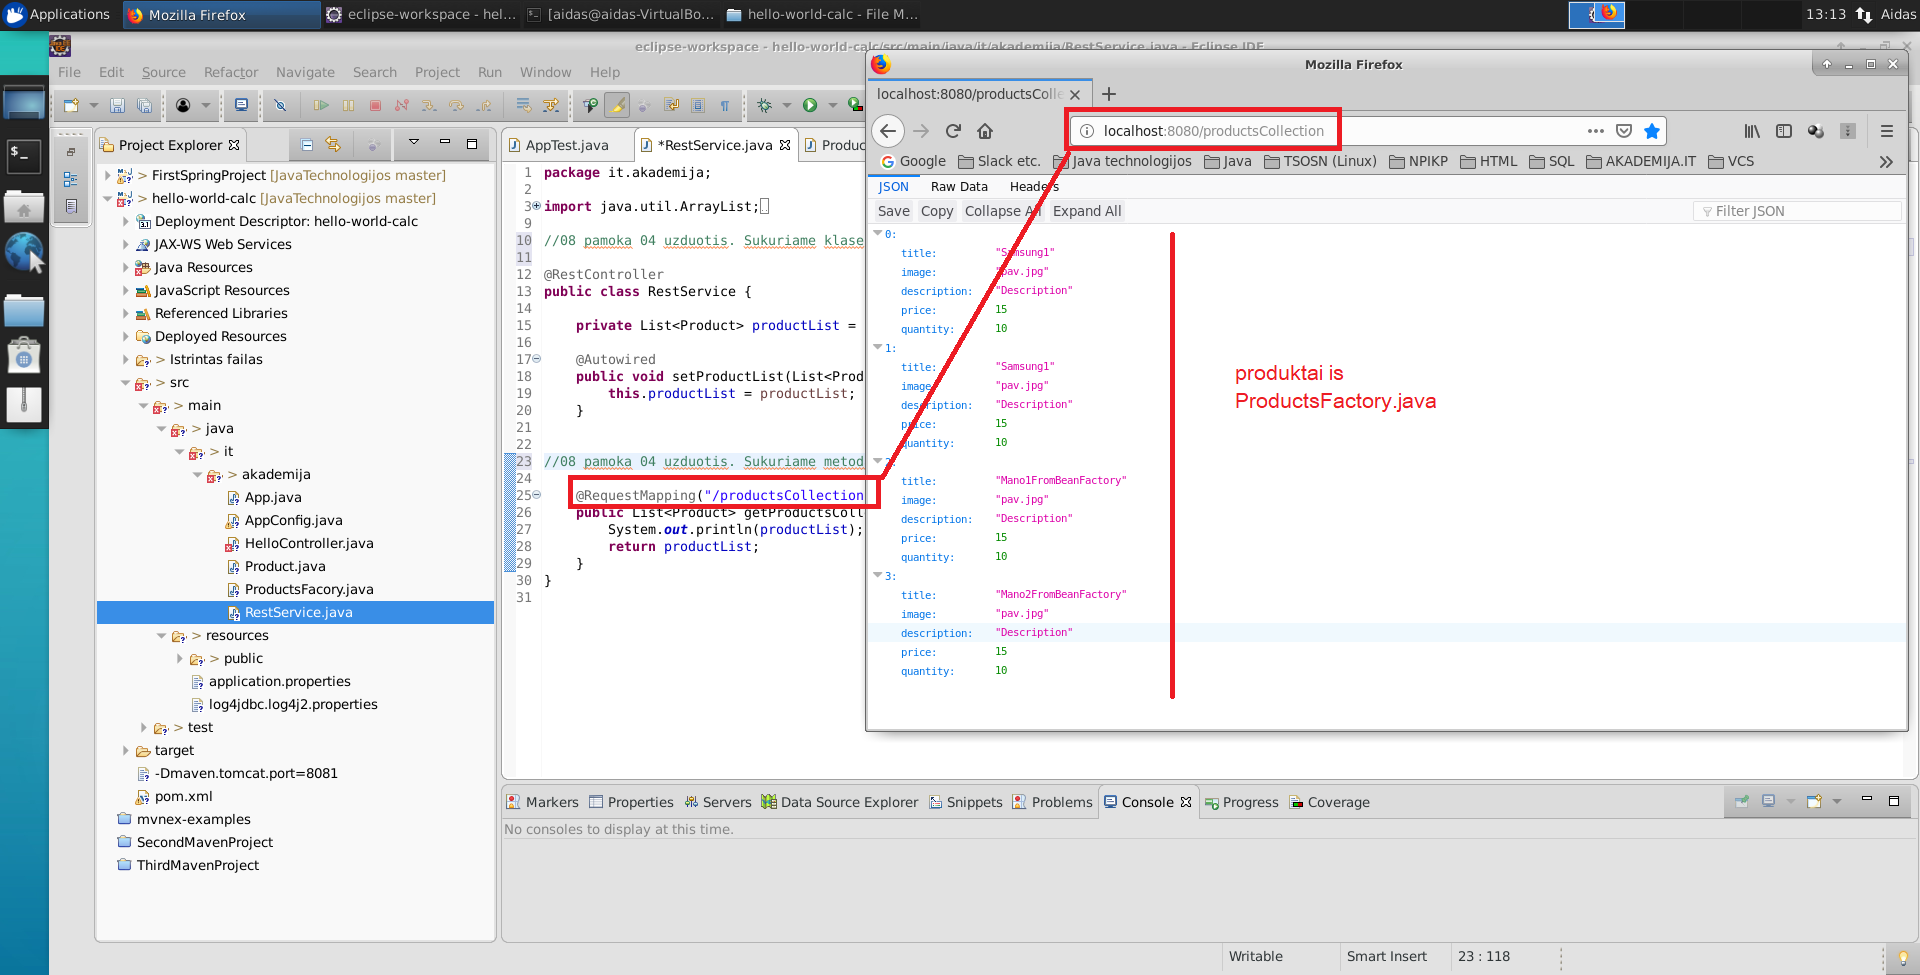 Applications
Mozilla Firefox
eclipse-workspace - hel...
[aidas@aidas-VirtualBo...
hello-world-calc - File M...
13:13
Aidas
eclipse-workspace - hello-world-calc/src/main/java/it/akademija/RestService.java - Eclipse IDE
File Edit Source Refactor Navigate Search Project Run Window Help
Project Explorer
> FirstSpringProject [JavaTechnologijos master]
> hello-world-calc [JavaTechnologijos master]
Deployment Descriptor: hello-world-calc
JAX-WS Web Services
Java Resources
JavaScript Resources
Referenced Libraries
Deployed Resources
> Istrintas failas
> src
> main
> java
> it
> akademija
App.java
AppConfig.java
HelloController.java
Product.java
ProductsFacory.java
RestService.java
> resources
> public
application.properties
log4jdbc.log4j2.properties
> test
target
-Dmaven.tomcat.port=8081
pom.xml
mvnex-examples
SecondMavenProject
ThirdMavenProject
AppTest.java
*RestService.java
Produc
1 package it.akademija;
2
3 import java.util.ArrayList;
9
10 //08 pamoka 04 uzduotis. Sukuriame klase
11
12 @RestController
13 public class RestService {
14
15 private List<Product> productList =
16
17 @Autowired
18 public void setProductList(List<Prod
19 this.productList = productList;
20 }
21
22
23 //08 pamoka 04 uzduotis. Sukuriame metod
24
25 @RequestMapping("/productsCollection
26 public List<Product> getProductsColl
27 System.out.println(productList);
28 return productList;
29 }
30 }
31
Mozilla Firefox
localhost:8080/productsColle
localhost:8080/productsCollection
Google Slack etc. Java technologijos Java TSOSN (Linux) NPIKP HTML SQL AKADEMIJA.IT VCS
JSON Raw Data Headers
Save Copy Collapse All Expand All
Filter JSON
0:
title: "Samsung1"
image: "pav.jpg"
description: "Description"
price: 15
quantity: 10
1:
title: "Samsung1"
image: "pav.jpg"
description: "Description"
price: 15
quantity: 10
2:
title: "Mano1FromBeanFactory"
image: "pav.jpg"
description: "Description"
price: 15
quantity: 10
3:
title: "Mano2FromBeanFactory"
image: "pav.jpg"
description: "Description"
price: 15
quantity: 10
produktai is
ProductsFactory.java
Markers Properties Servers Data Source Explorer Snippets Problems Console Progress Coverage
No consoles to display at this time.
Writable
Smart Insert
23 : 118